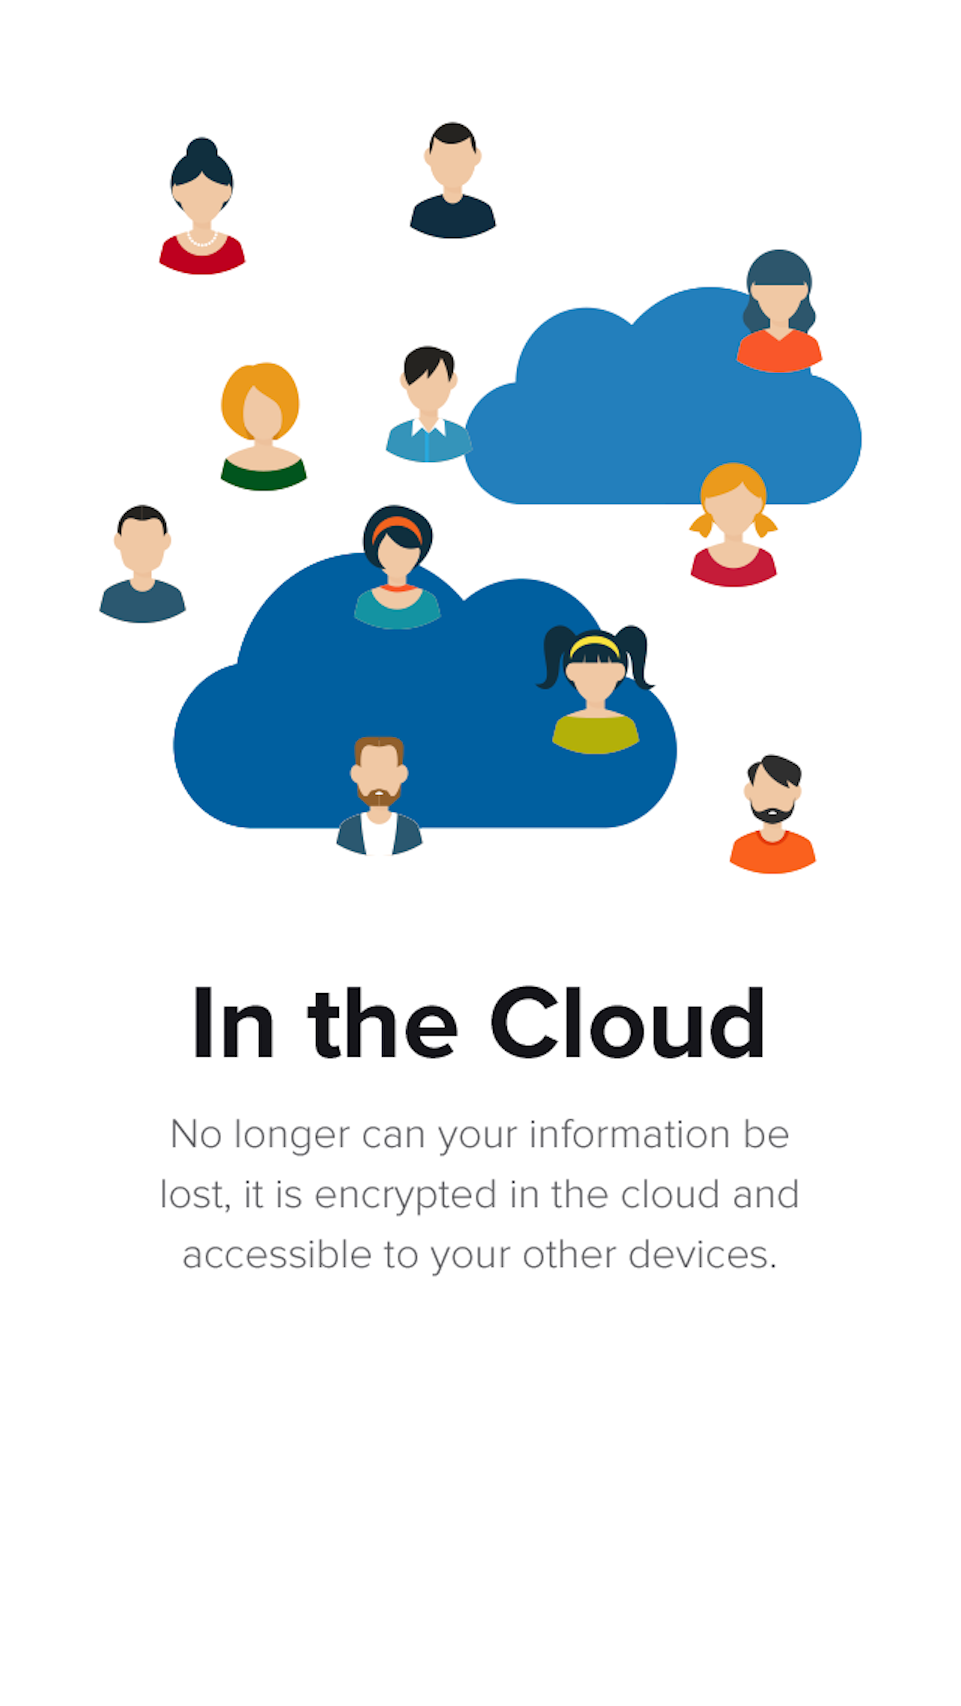 In the Cloud
No longer can your information be
lost, it is encrypted in the cloud and
accessible to your other devices.